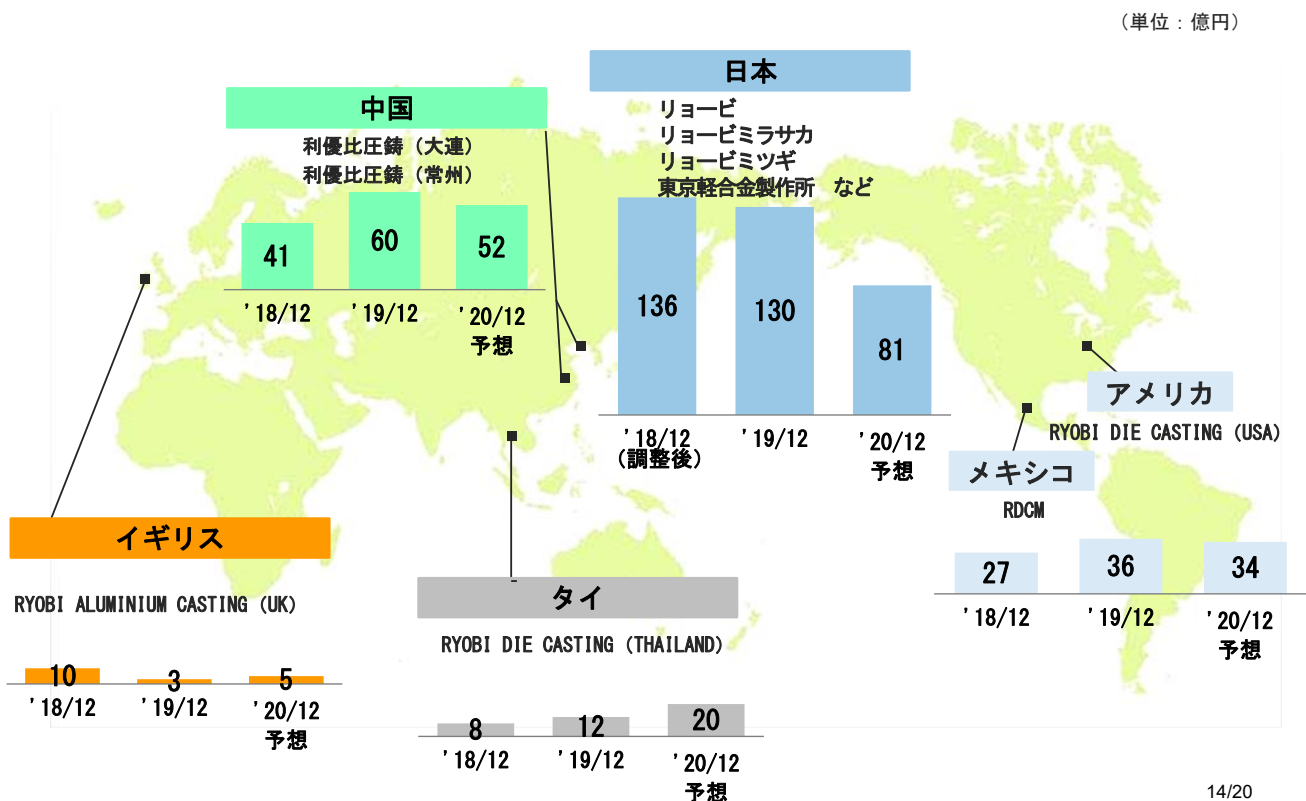 （単位：億円）
日本
リョービ
リョービミラサカ
リョービミツギ
東京軽合金製作所　など
136
130
81
'18/12
（調整後）
'19/12
'20/12
予想
中国
利優比圧鋳（大連）
利優比圧鋳（常州）
41
60
52
'18/12
'19/12
'20/12
予想
アメリカ
RYOBI DIE CASTING (USA)
メキシコ
RDCM
27
36
34
'18/12
'19/12
'20/12
予想
イギリス
RYOBI ALUMINIUM CASTING (UK)
10
3
5
'18/12
'19/12
'20/12
予想
タイ
RYOBI DIE CASTING (THAILAND)
8
12
20
'18/12
'19/12
'20/12
予想
14/20